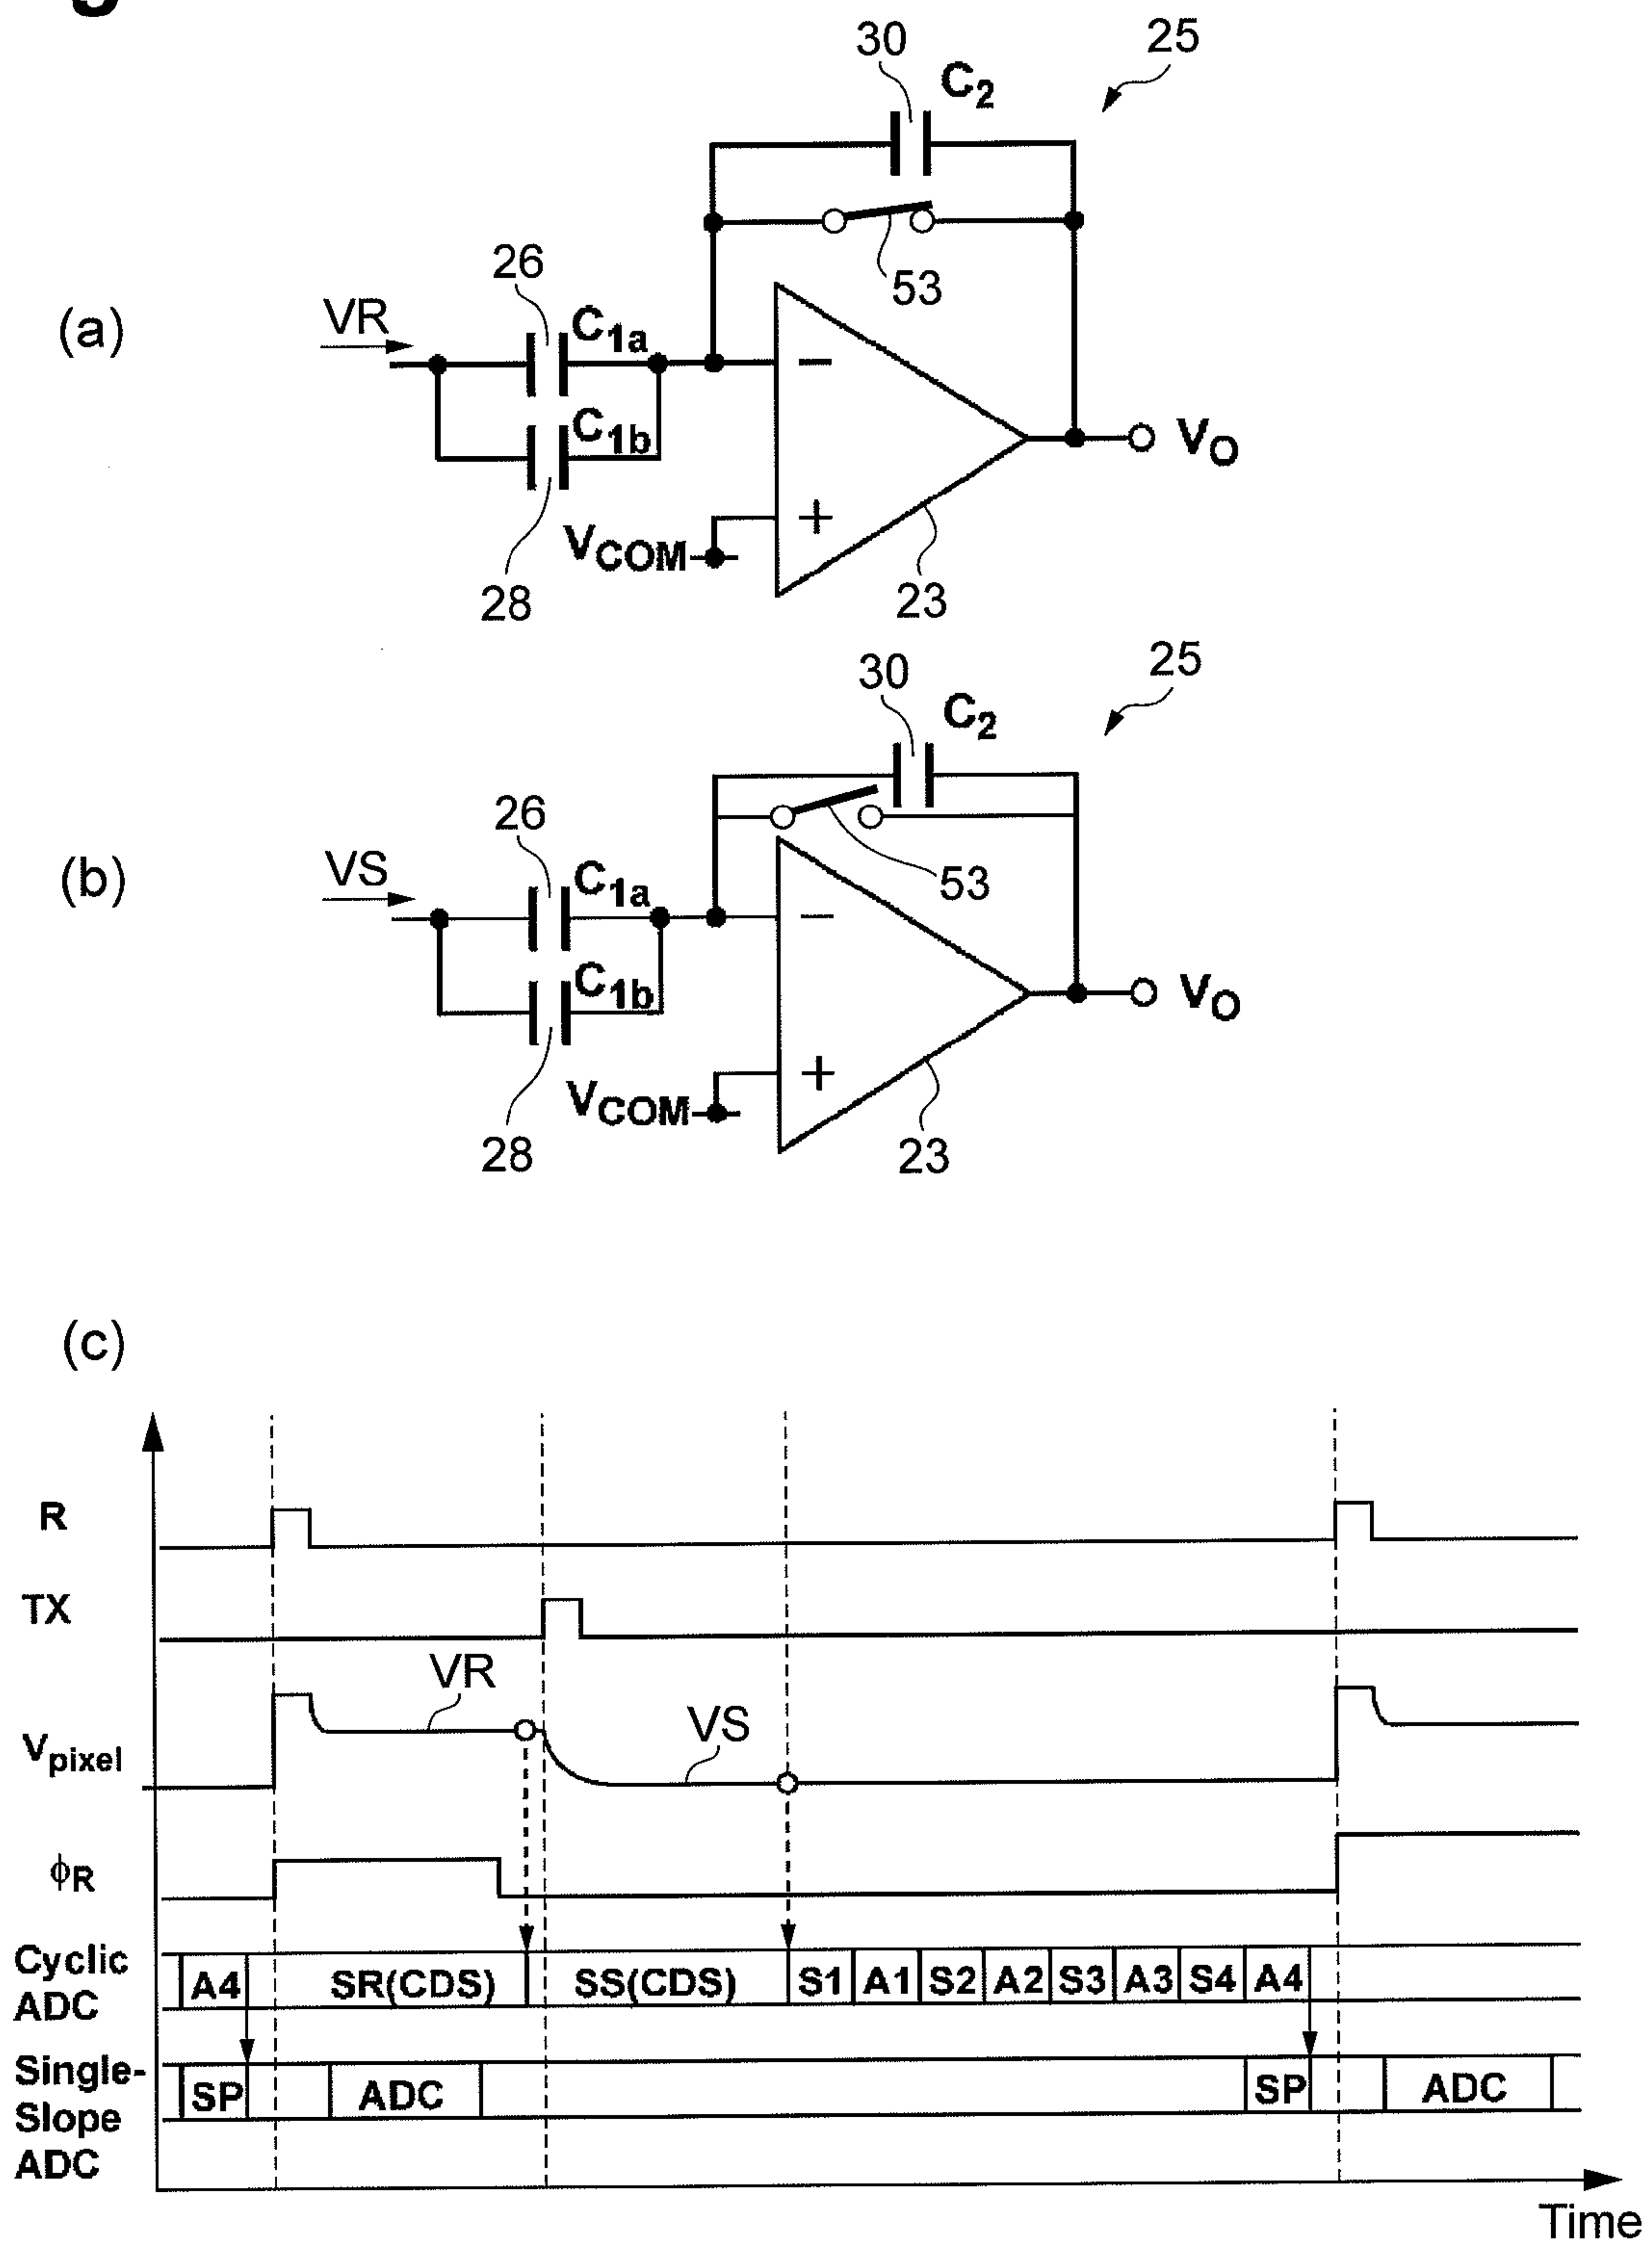 30
C2
25
26
53
(a)
VR
C1a
−
C1b
VO
+
VCOM
28
23
30
C2
25
26
53
(b)
VS
C1a
−
C1b
VO
+
VCOM
28
23
(c)
R
TX
VR
VS
Vpixel
ϕR
Cyclic ADC
A4 SR(CDS) SS(CDS) S1 A1 S2 A2 S3 A3 S4 A4
Single-Slope ADC
SP ADC SP ADC
Time